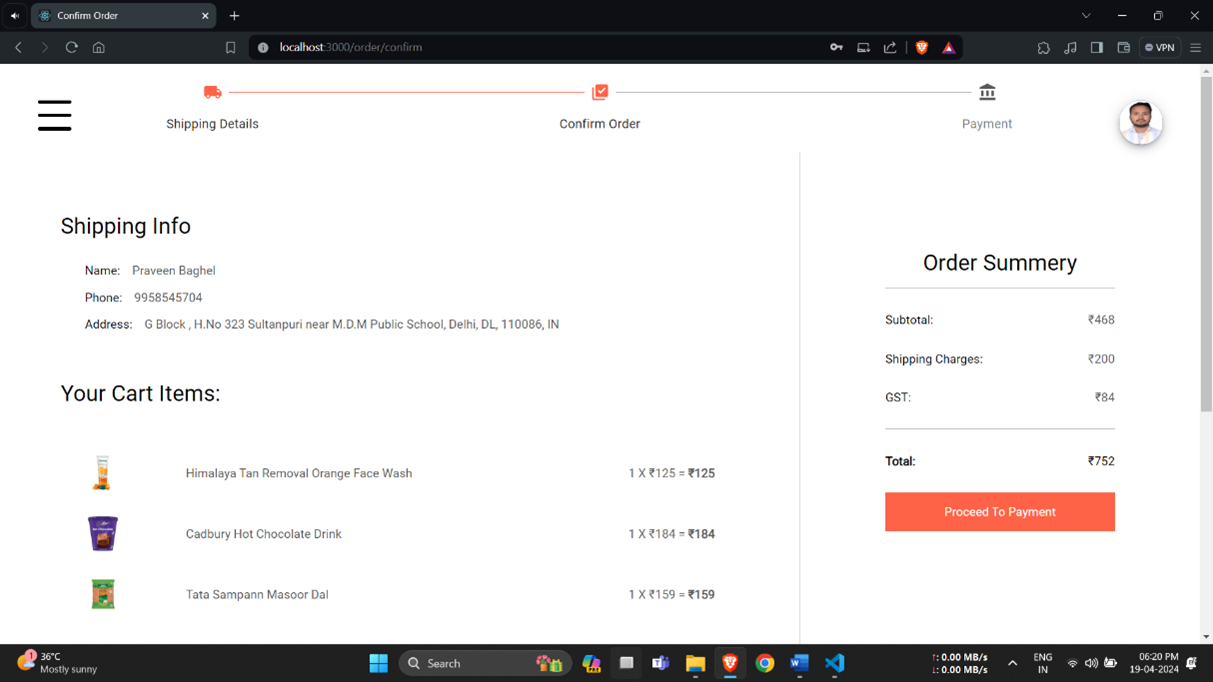 Confirm Order
localhost:3000/order/confirm
VPN
Shipping Details
Confirm Order
Payment
Shipping Info
Name: Praveen Baghel
Phone: 9958545704
Address: G Block , H.No 323 Sultanpuri near M.D.M Public School, Delhi, DL, 110086, IN
Your Cart Items:
Himalaya Tan Removal Orange Face Wash 1 X ₹125 = ₹125
Cadbury Hot Chocolate Drink 1 X ₹184 = ₹184
Tata Sampann Masoor Dal 1 X ₹159 = ₹159
Order Summery
Subtotal: ₹468
Shipping Charges: ₹200
GST: ₹84
Total: ₹752
Proceed To Payment
1
36°C
Mostly sunny
Search
↑: 0.00 MB/s
↓: 0.00 MB/s
ENG
IN
06:20 PM
19-04-2024